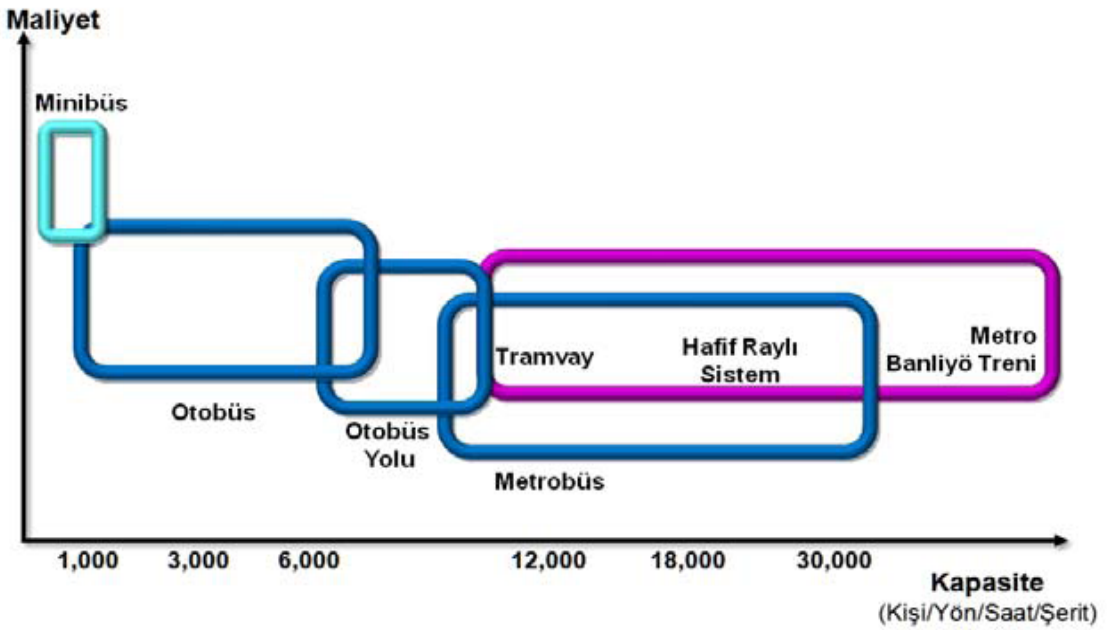 Maliyet
Minibüs
Tramvay
Hafif Raylı
Sistem
Metro
Banliyö Treni
Otobüs
Otobüs
Yolu
Metrobüs
1,000 3,000 6,000 12,000 18,000 30,000
Kapasite
(Kişi/Yön/Saat/Şerit)